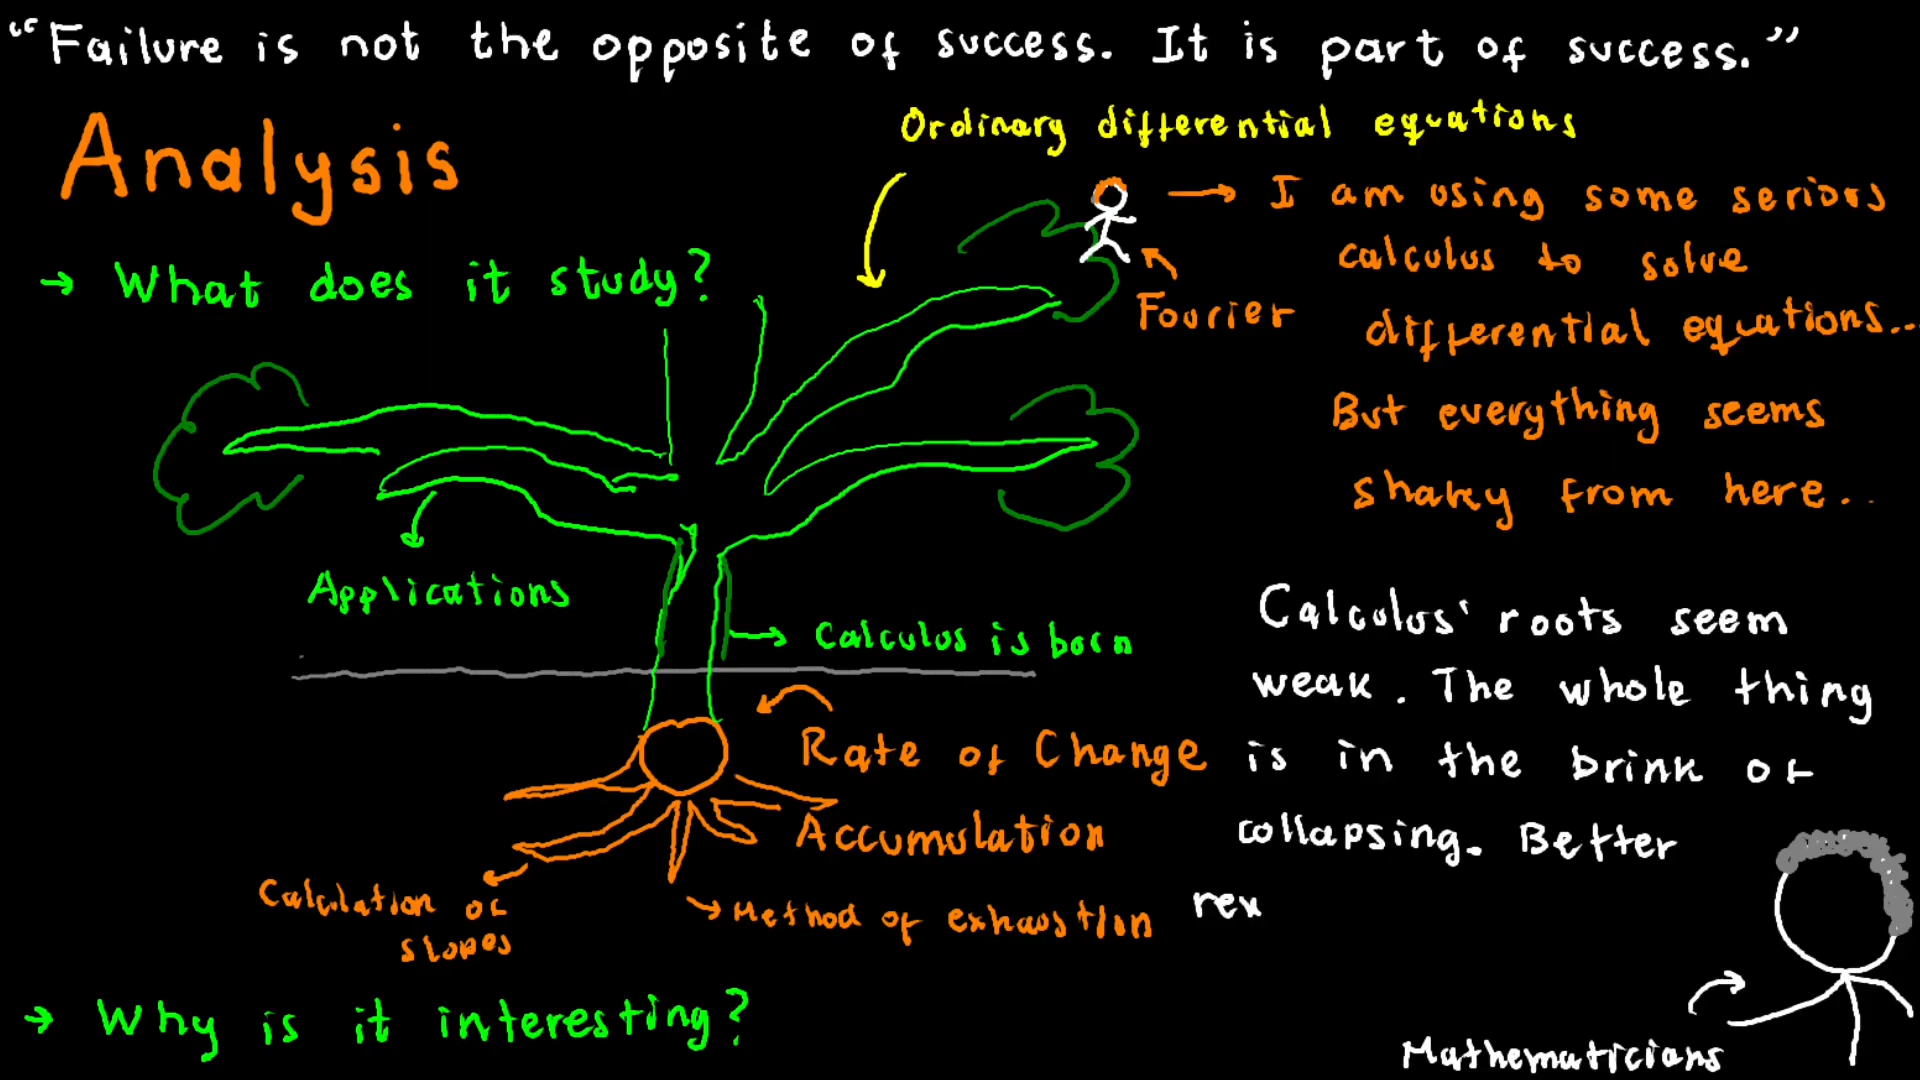 “Failure is not the opposite of success. It is part of success.”
Analysis
Ordinary differential equations
→ I am using some seriors
calculus to solve
differential equations...
But everything seems
shaky from here..
Fourier
→ What does it study?
Applications
→ Calculus is born
Calculus' roots seem
weak. The whole thing
is in the brink of
collapsing. Better
rex
Rate of Change
Accumulation
→ Method of exhaustion
Calculation of
slopes
→ Why is it interesting?
Mathematicians